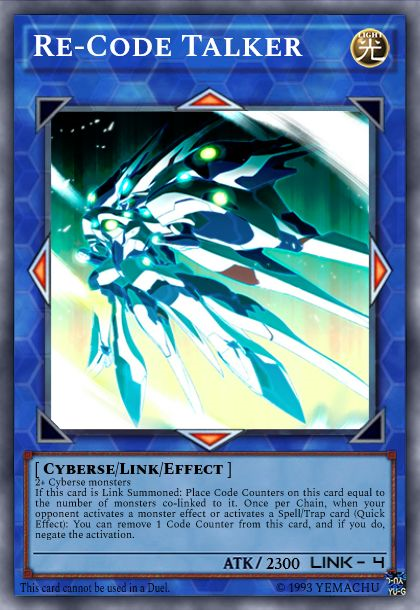 Re-Code Talker
LIGHT
光
[ Cyberse/Link/Effect ]
2+ Cyberse monsters
If this card is Link Summoned: Place Code Counters on this card equal to
the number of monsters co-linked to it. Once per Chain, when your
opponent activates a monster effect or activates a Spell/Trap card (Quick
Effect): You can remove 1 Code Counter from this card, and if you do,
negate the activation.
ATK / 2300 LINK - 4
This card cannot be used in a Duel.
© 1993 YEMACHU